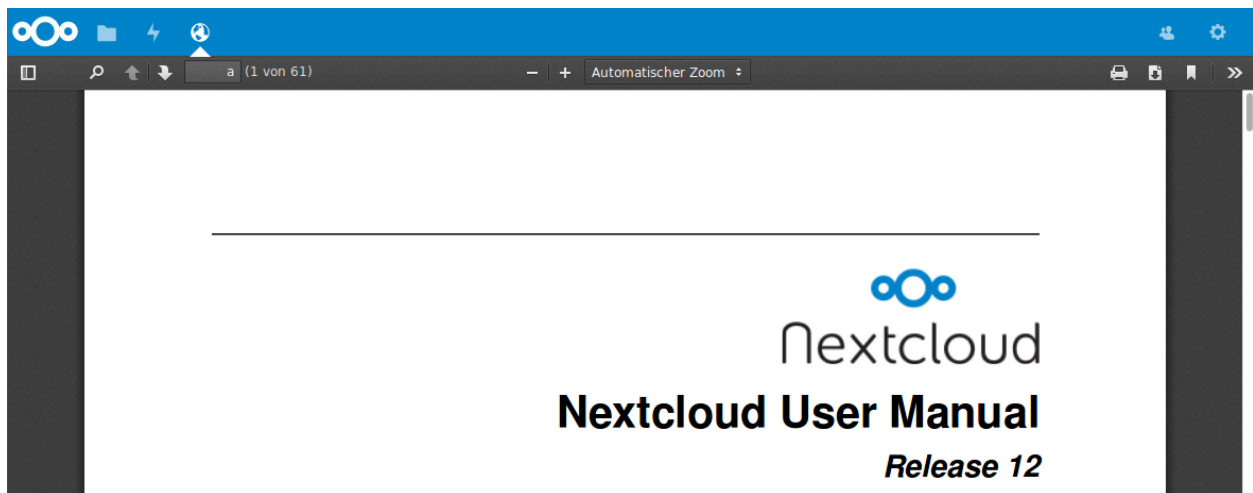 a (1 von 61) Automatischer Zoom
Nextcloud
Nextcloud User Manual
Release 12